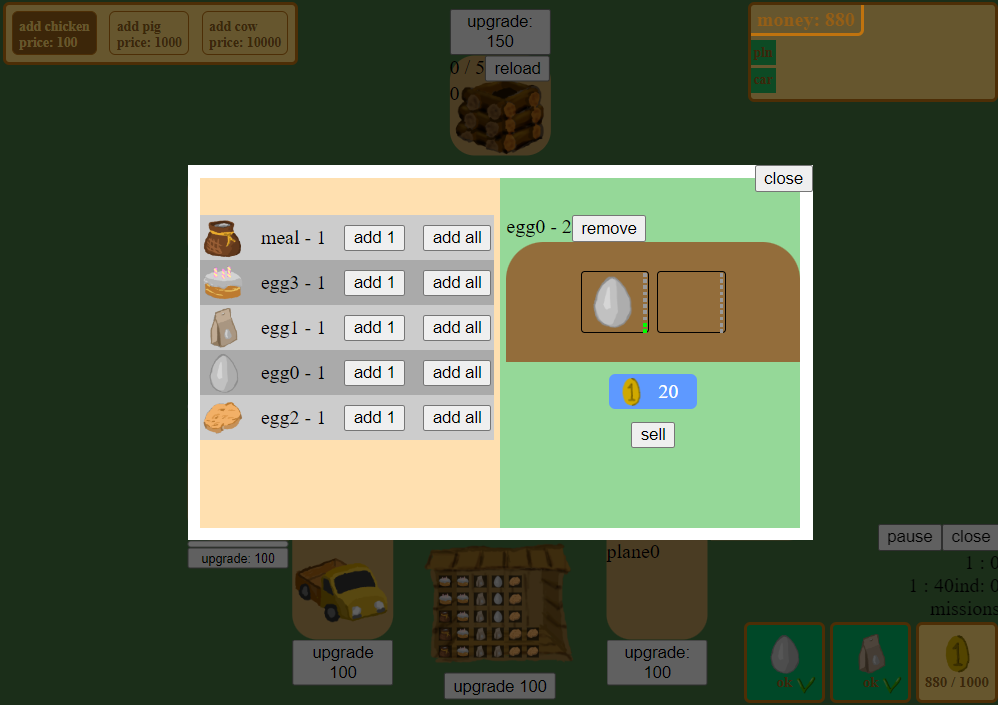 add chicken
price: 100
add pig
price: 1000
add cow
price: 10000
upgrade:
150
0 / 5
reload
0
money: 880
pln
car
close
meal - 1
add 1
add all
egg3 - 1
add 1
add all
egg1 - 1
add 1
add all
egg0 - 1
add 1
add all
egg2 - 1
add 1
add all
egg0 - 2
remove
1
20
sell
upgrade: 100
upgrade
100
upgrade 100
plane0
upgrade:
100
pause
close
1 : 0
1 : 40ind: 0
missions
ok
ok
1
880 / 1000